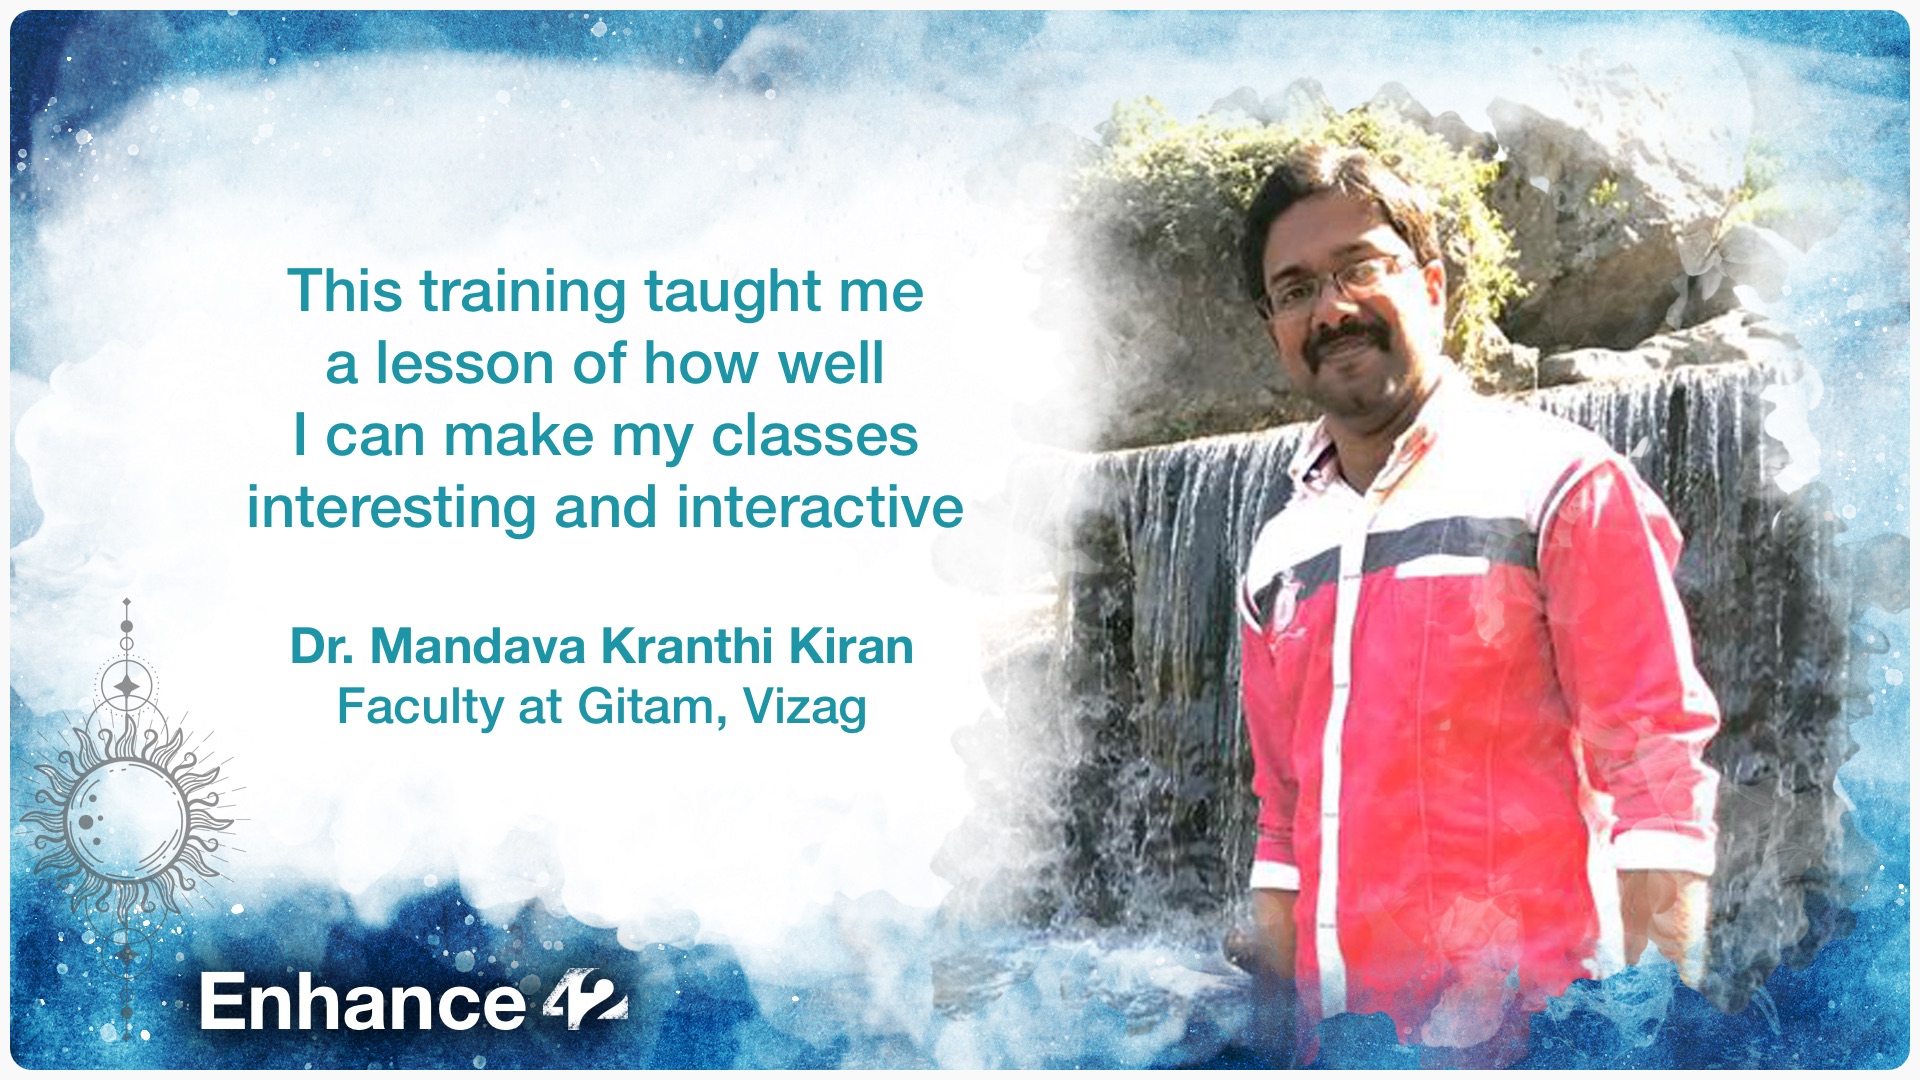 This training taught me
a lesson of how well
I can make my classes
interesting and interactive
Dr. Mandava Kranthi Kiran
Faculty at Gitam, Vizag
Enhance 42